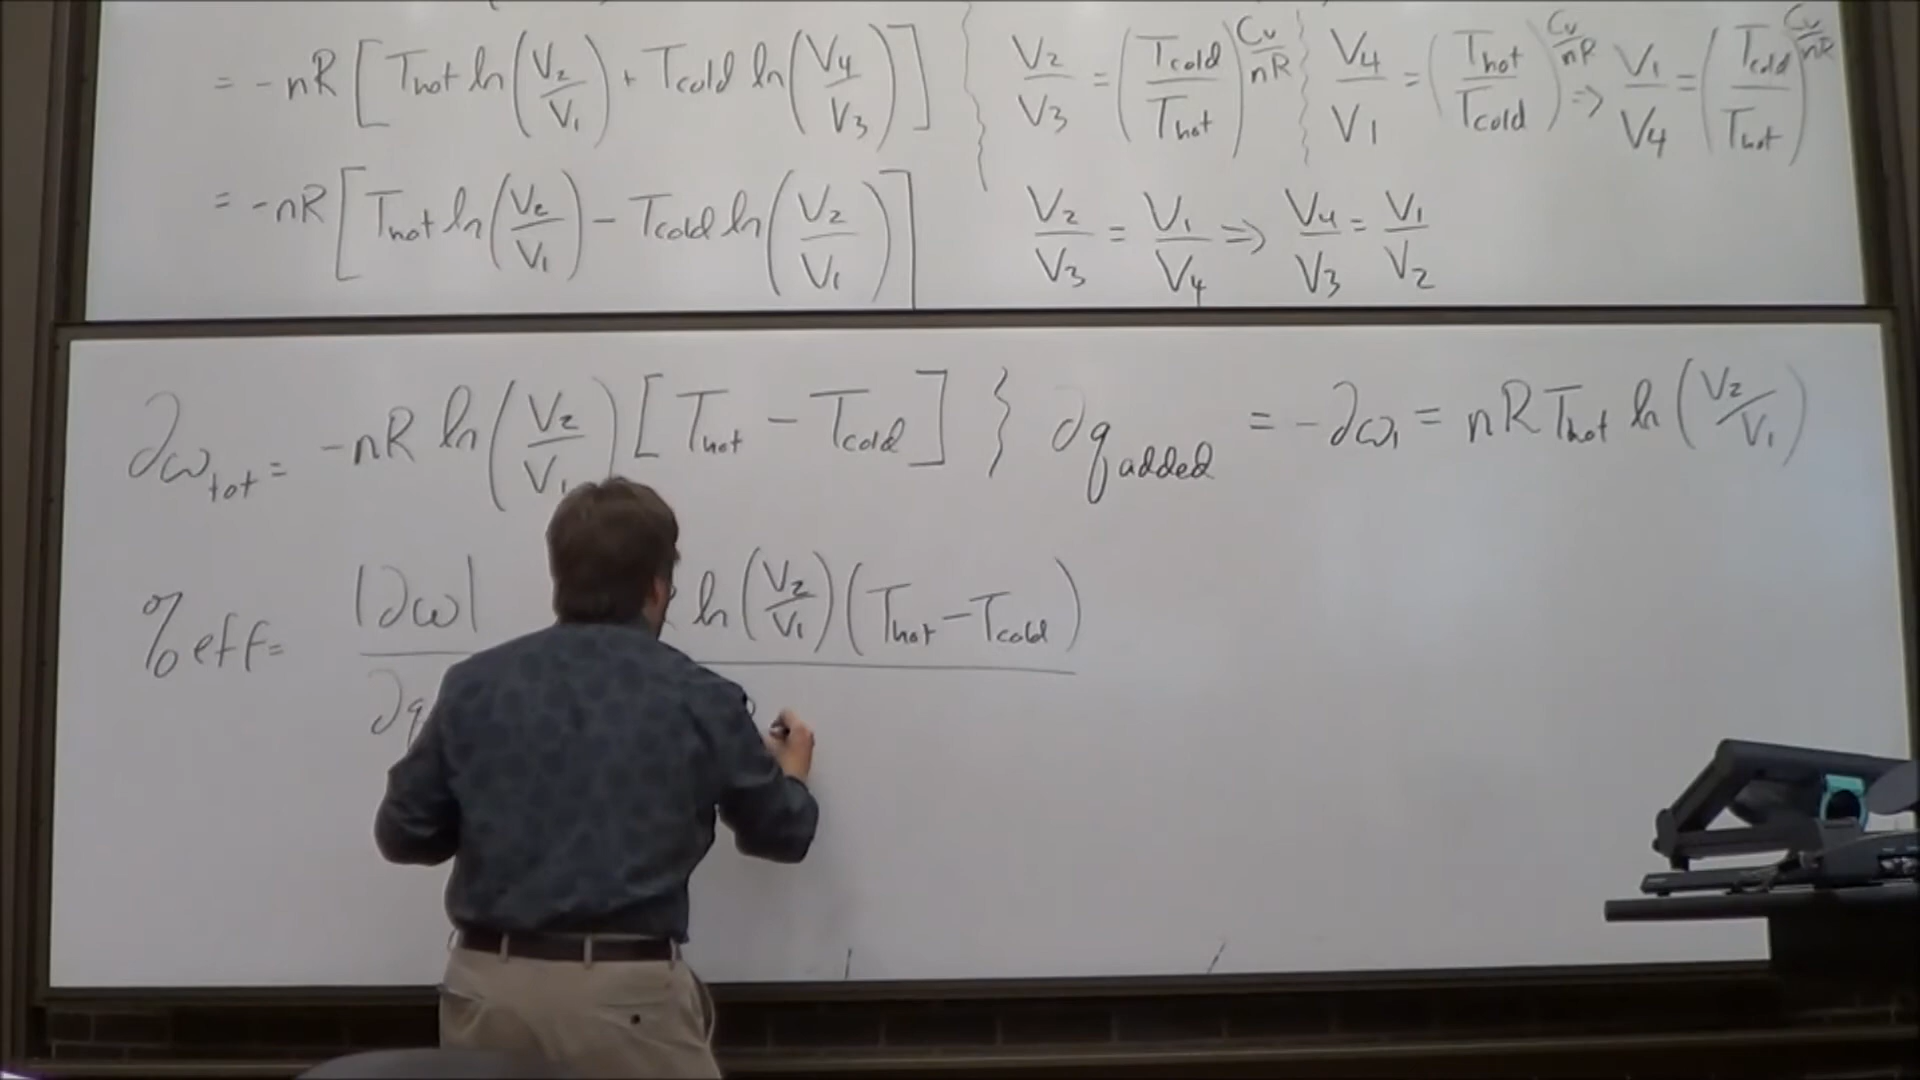 = -nR [T_hot ln(V_2/V_1) + T_cold ln(V_4/V_3)] } V_2/V_3 = (T_cold/T_hot)^{Cv/nR} } V_4/V_1 = (T_hot/T_cold)^{Cv/nR} => V_1/V_4 = (T_cold/T_hot)^{Cv/nR}
= -nR [T_hot ln(V_2/V_1) - T_cold ln(V_2/V_1)] V_2/V_3 = V_1/V_4 => V_4/V_3 = V_1/V_2
∂ω_tot = -nR ln(V_2/V_1) [T_hot - T_cold] } ∂q_added = -∂ω_1 = nRT_hot ln(V_2/V_1)
%eff = |∂ω| / ∂q ln(V_2/V_1)(T_hot - T_cold)